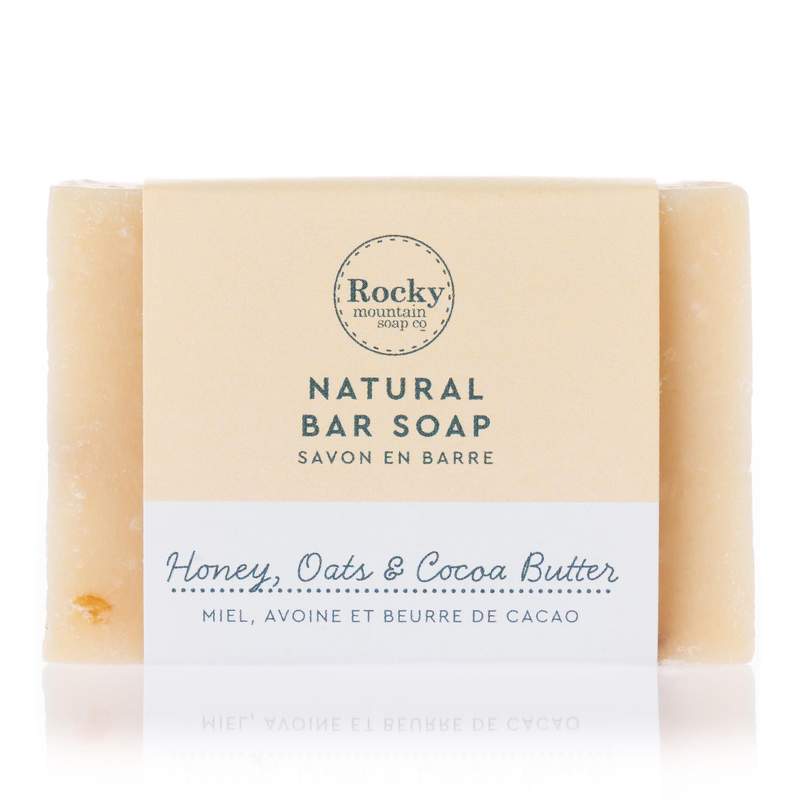 Rocky
mountain
soap co
NATURAL
BAR SOAP
SAVON EN BARRE
Honey, Oats & Cocoa Butter
MIEL, AVOINE ET BEURRE DE CACAO